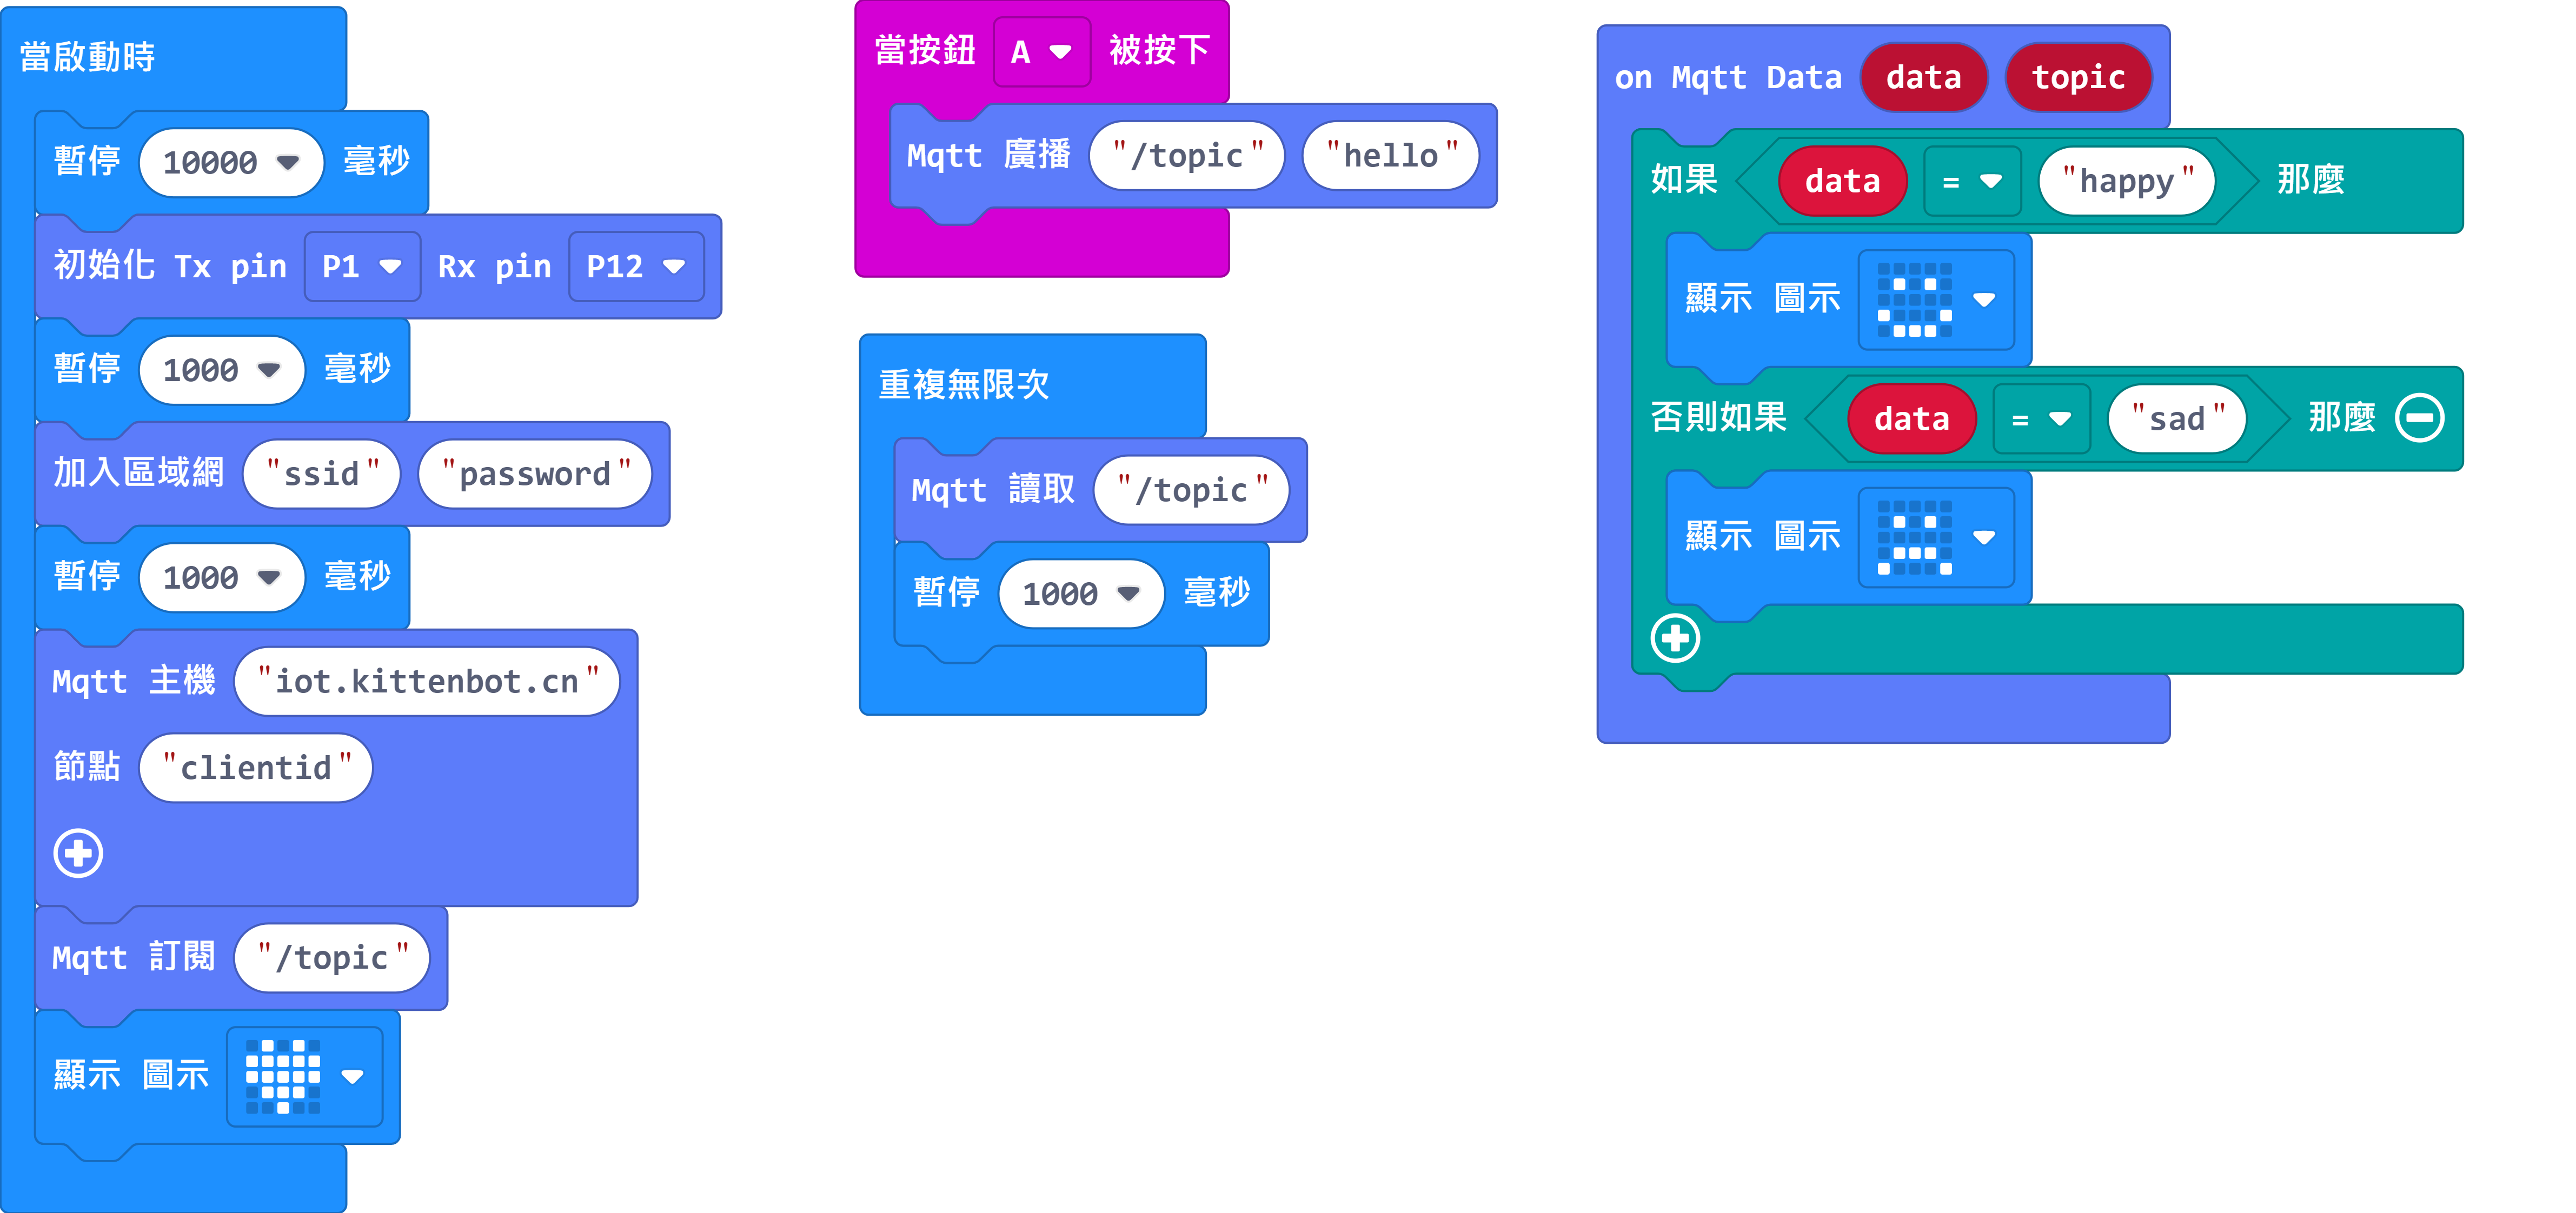 當啟動時
暫停 10000 毫秒
初始化 Tx pin P1 Rx pin P12
暫停 1000 毫秒
加入區域網 "ssid" "password"
暫停 1000 毫秒
Mqtt 主機 "iot.kittenbot.cn"
節點 "clientid"
Mqtt 訂閱 "/topic"
顯示 圖示
當按鈕 A 被按下
Mqtt 廣播 "/topic" "hello"
重複無限次
Mqtt 讀取 "/topic"
暫停 1000 毫秒
on Mqtt Data data topic
如果 data = "happy" 那麼
顯示 圖示
否則如果 data = "sad" 那麼
顯示 圖示